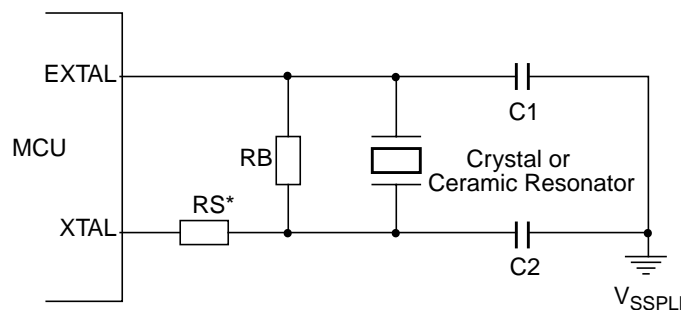 EXTAL
C1
MCU
RB
Crystal or
Ceramic Resonator
RS*
XTAL
C2